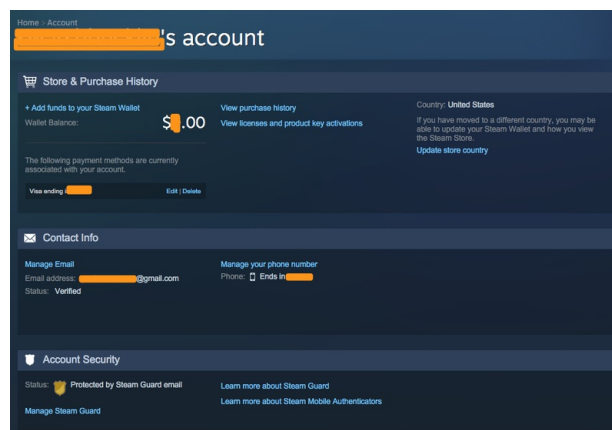 Home > Account
's account
Store & Purchase History
+ Add funds to your Steam Wallet
Wallet Balance: $ .00
The following payment methods are currently
associated with your account.
Visa ending
Edit | Delete
View purchase history
View licenses and product key activations
Country: United States
If you have moved to a different country, you may be
able to update your Steam Wallet and how you view
the Steam Store.
Update store country
Contact Info
Manage Email
Email address: @gmail.com
Status: Verified
Manage your phone number
Phone: Ends in
Account Security
Status: Protected by Steam Guard email
Manage Steam Guard
Learn more about Steam Guard
Learn more about Steam Mobile Authenticators